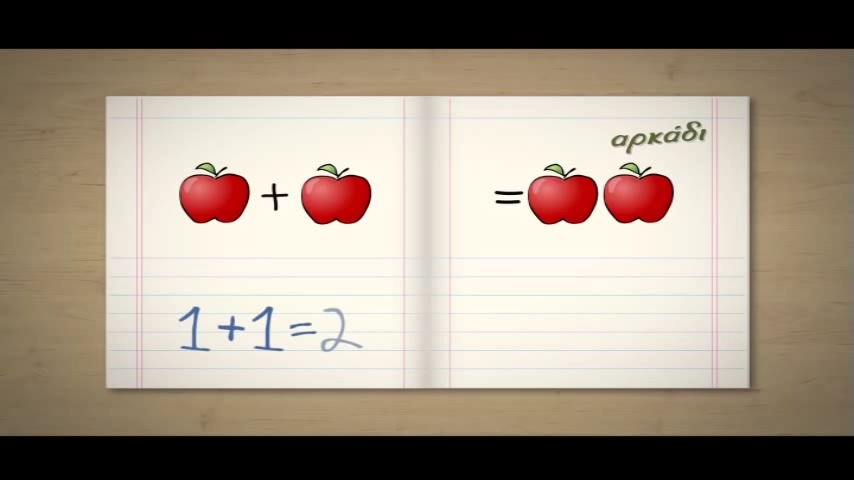 αρκάδι
+ =
1+1=2